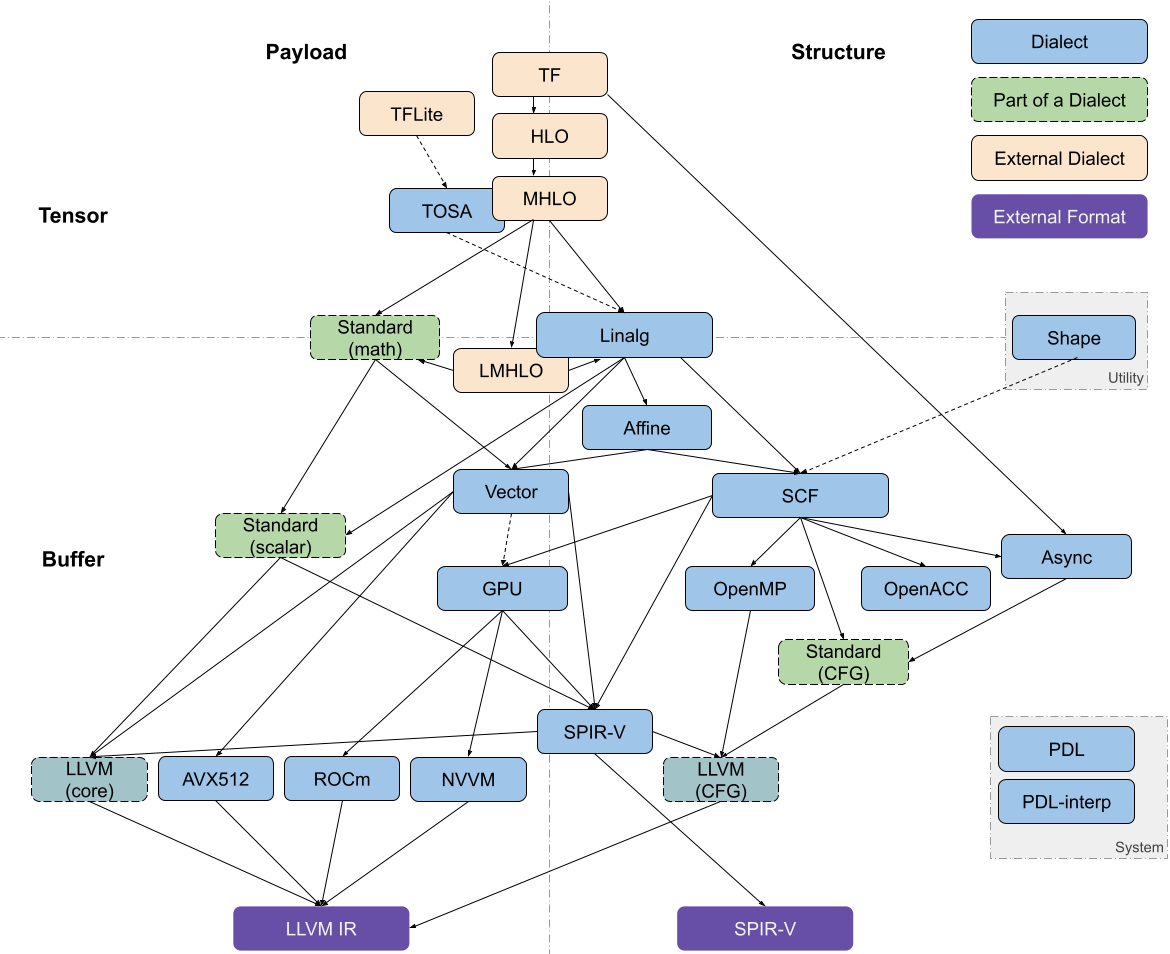 Payload
Structure
Dialect
TF
Part of a Dialect
TFLite
HLO
External Dialect
MHLO
TOSA
Tensor
External Format
Standard
(math)
Linalg
Shape
Utility
LMHLO
Affine
Vector
SCF
Standard
(scalar)
Buffer
Async
GPU
OpenMP
OpenACC
Standard
(CFG)
SPIR-V
PDL
LLVM
(core)
AVX512
ROCm
NVVM
LLVM
(CFG)
PDL-interp
System
LLVM IR
SPIR-V